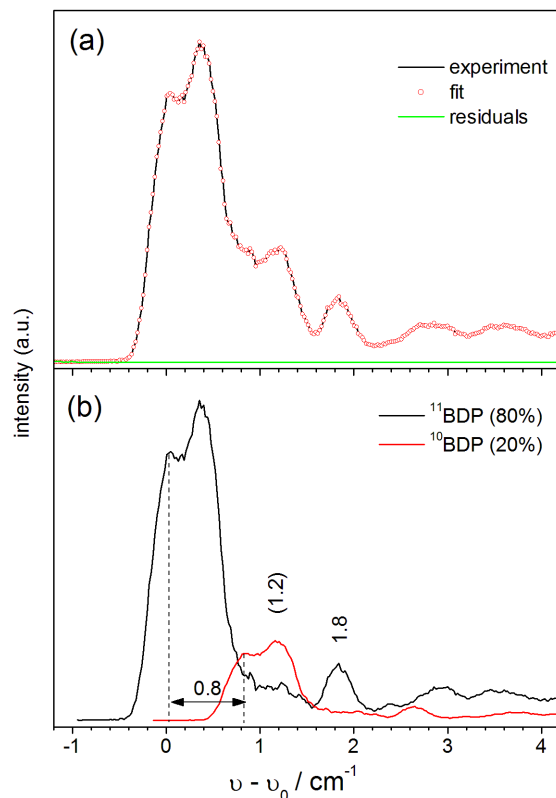 (a)
experiment
fit
residuals
intensity (a.u.)
(b)
¹¹BDP (80%)
¹⁰BDP (20%)
(1.2)
1.8
0.8
-1 0 1 2 3 4
υ - υ₀ / cm⁻¹